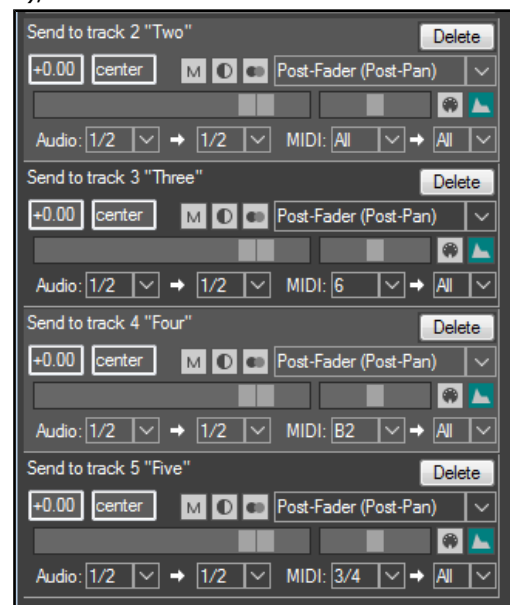 Send to track 2 "Two" Delete
+0.00 center M Post-Fader (Post-Pan)
Audio: 1/2 → 1/2 MIDI: All → All
Send to track 3 "Three" Delete
+0.00 center M Post-Fader (Post-Pan)
Audio: 1/2 → 1/2 MIDI: 6 → All
Send to track 4 "Four" Delete
+0.00 center M Post-Fader (Post-Pan)
Audio: 1/2 → 1/2 MIDI: B2 → All
Send to track 5 "Five" Delete
+0.00 center M Post-Fader (Post-Pan)
Audio: 1/2 → 1/2 MIDI: 3/4 → All